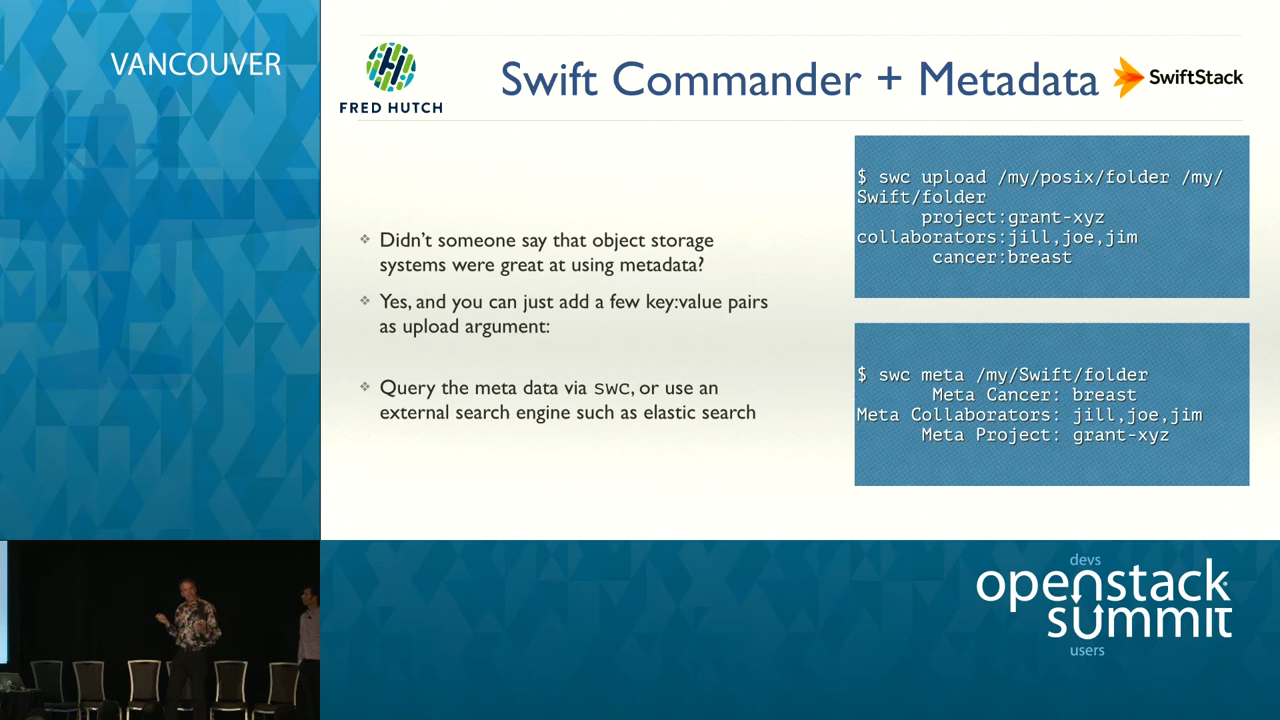 VANCOUVER
FRED HUTCH
Swift Commander + Metadata
SwiftStack
Didn't someone say that object storage
systems were great at using metadata?
Yes, and you can just add a few key:value pairs
as upload argument:
Query the meta data via swc, or use an
external search engine such as elastic search
$ swc upload /my/posix/folder /my/
Swift/folder
project:grant-xyz
collaborators:jill,joe,jim
cancer:breast
$ swc meta /my/Swift/folder
Meta Cancer: breast
Meta Collaborators: jill,joe,jim
Meta Project: grant-xyz
devs
openstack
summit
users